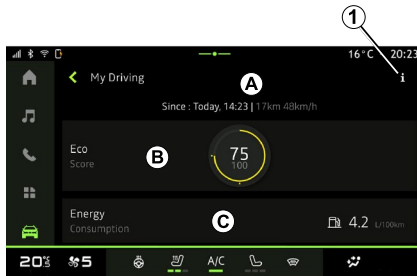 1
16°C 20:23
My Driving
i
A
Since : Today, 14:23 | 17km 48km/h
Eco
Score
B
75
100
Energy
Consumption
C
4.2 L/100km
20°5 5 A/C